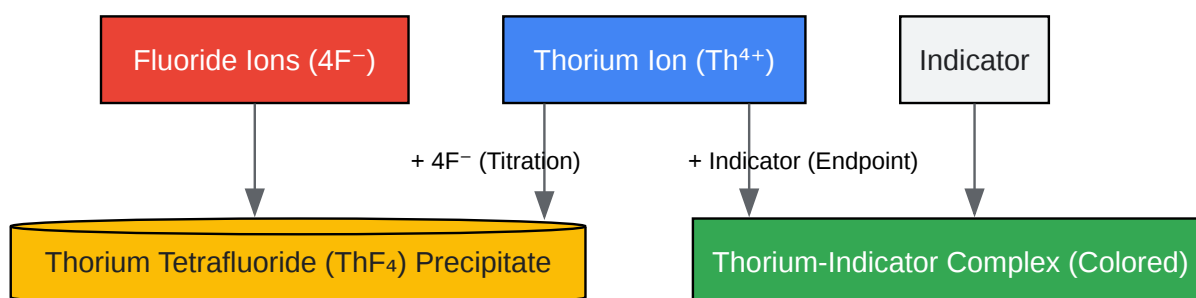 Fluoride Ions (4F⁻)
Thorium Ion (Th⁴⁺)
Indicator
+ 4F⁻ (Titration)
+ Indicator (Endpoint)
Thorium Tetrafluoride (ThF₄) Precipitate
Thorium-Indicator Complex (Colored)